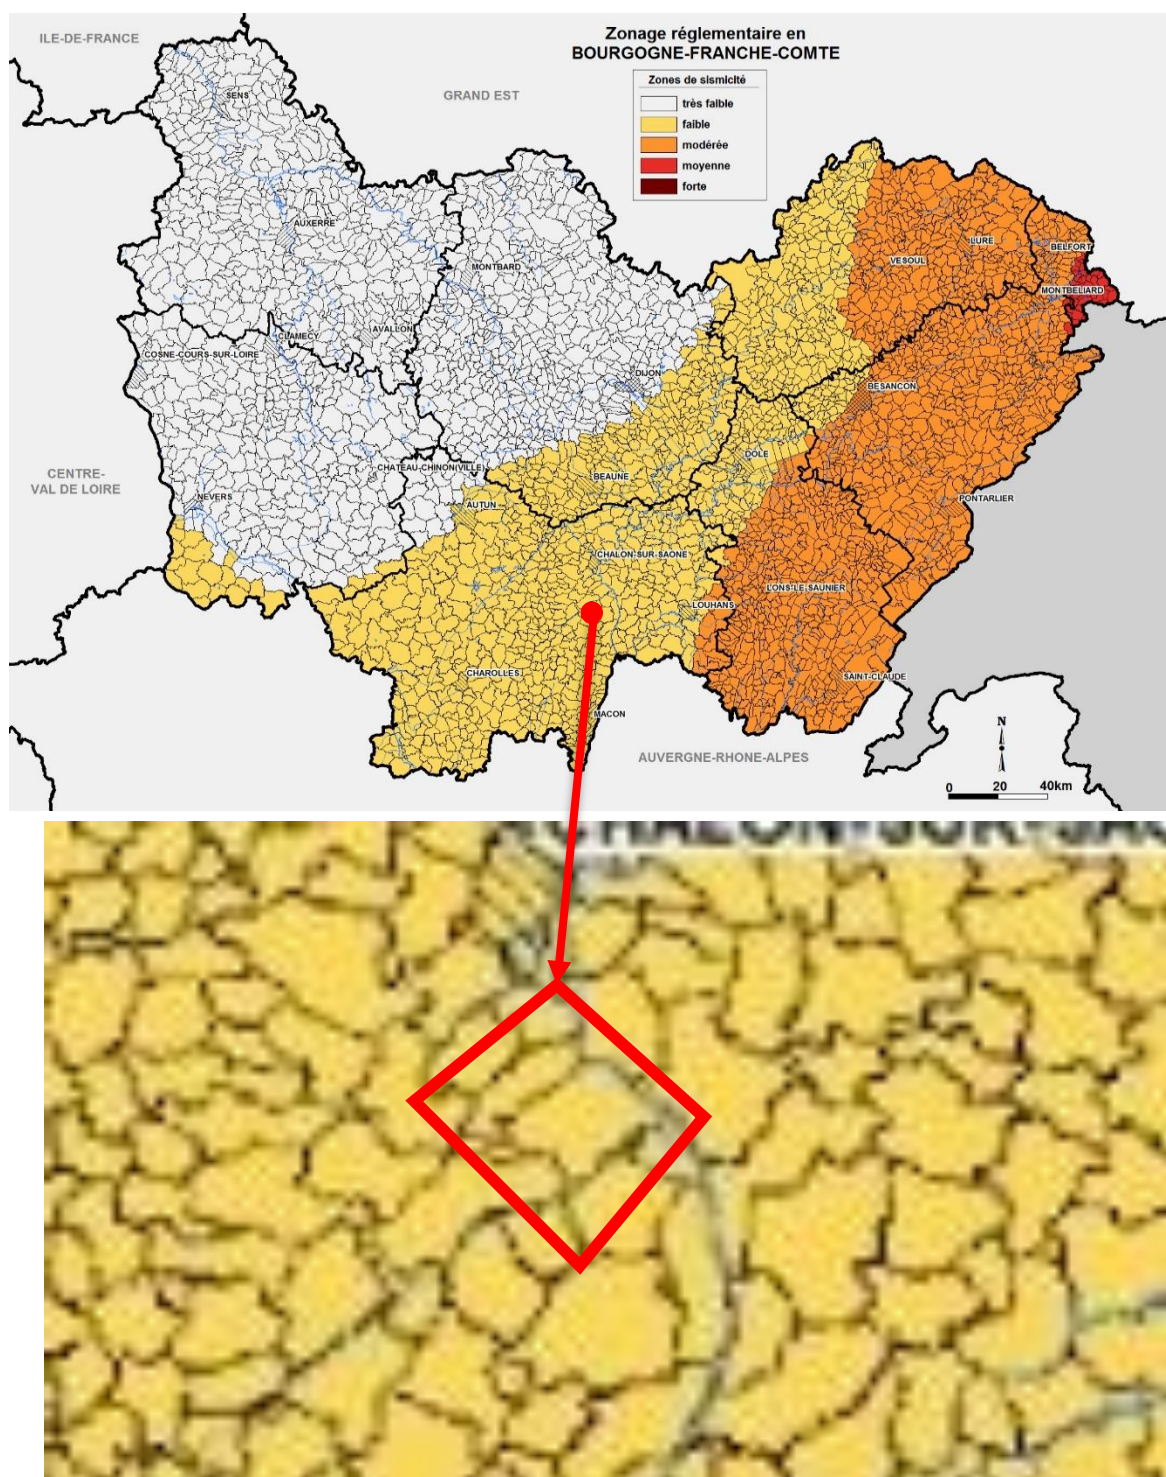 Zonage réglementaire en
BOURGOGNE-FRANCHE-COMTE
Zones de sismicité
très faible
faible
modérée
moyenne
forte
ILE-DE-FRANCE
GRAND EST
SENS
AUXERRE
MONTBARD
LURE
BELFORT
VESOUL
MONTBELIARD
CLAMECY
AVALLON
COSNE-COURS-SUR-LOIRE
DIJON
BESANCON
CENTRE-
VAL DE LOIRE
CHATEAU-CHINON(VILLE)
BEAUNE
DOLE
NEVERS
AUTUN
PONTARLIER
CHALON-SUR-SAONE
LONS-LE-SAUNIER
LOUHANS
CHAROLLES
SAINT-CLAUDE
MACON
AUVERGNE-RHONE-ALPES
N
0 20 40km
CHALON-SUR-SAO